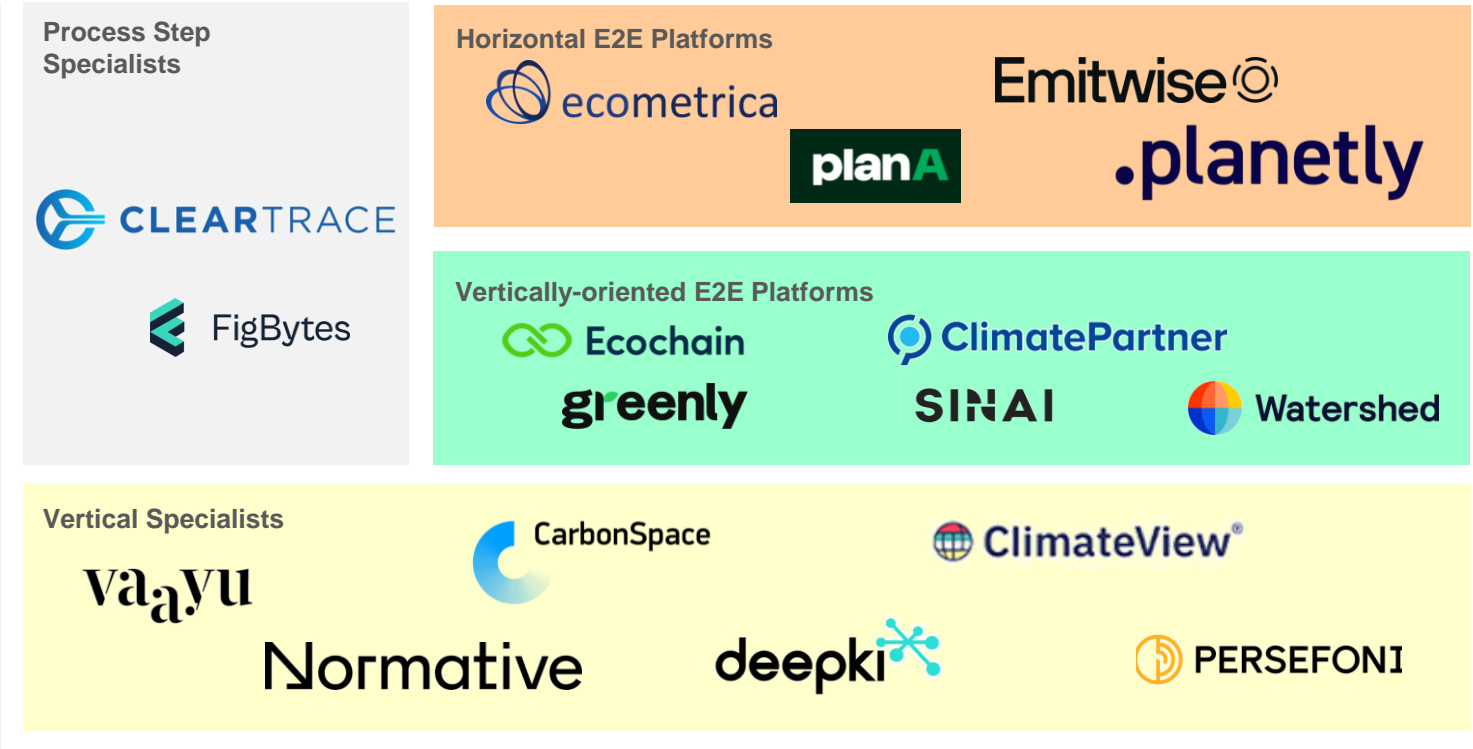 Process Step
Specialists
CLEARTRACE
FigBytes
Horizontal E2E Platforms
ecometrica
Emitwise
planA
.planetly
Vertically-oriented E2E Platforms
Ecochain
ClimatePartner
greenly
SINAI
Watershed
Vertical Specialists
vaayu
CarbonSpace
ClimateView®
Normative
deepki
PERSEFONI